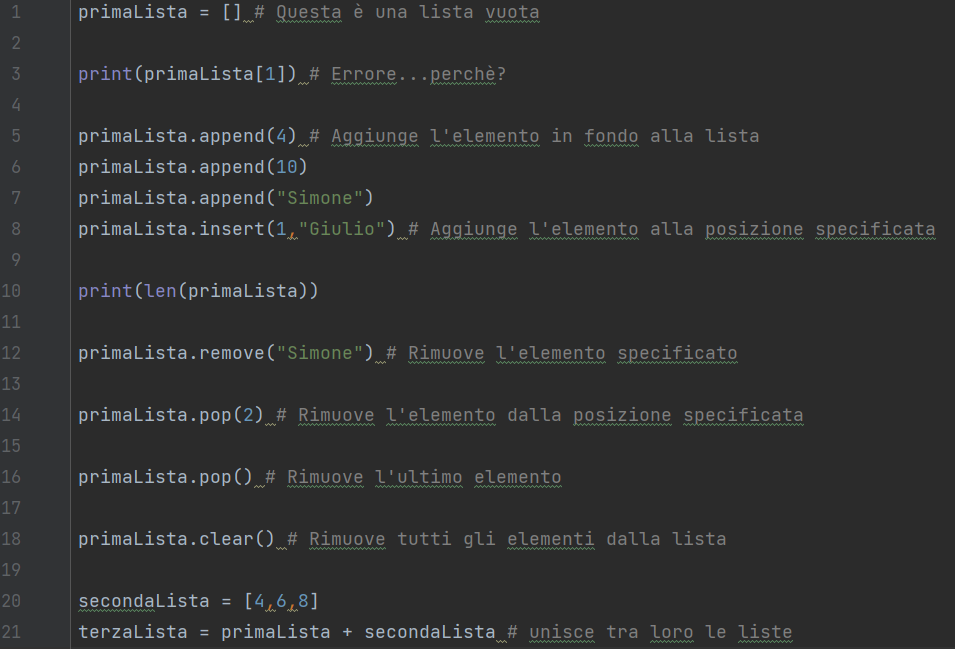 1 primaLista = [] # Questa è una lista vuota
2
3 print(primaLista[1]) # Errore...perchè?
4
5 primaLista.append(4) # Aggiunge l'elemento in fondo alla lista
6 primaLista.append(10)
7 primaLista.append("Simone")
8 primaLista.insert(1,"Giulio") # Aggiunge l'elemento alla posizione specificata
9
10 print(len(primaLista))
11
12 primaLista.remove("Simone") # Rimuove l'elemento specificato
13
14 primaLista.pop(2) # Rimuove l'elemento dalla posizione specificata
15
16 primaLista.pop() # Rimuove l'ultimo elemento
17
18 primaLista.clear() # Rimuove tutti gli elementi dalla lista
19
20 secondaLista = [4,6,8]
21 terzaLista = primaLista + secondaLista # unisce tra loro le liste